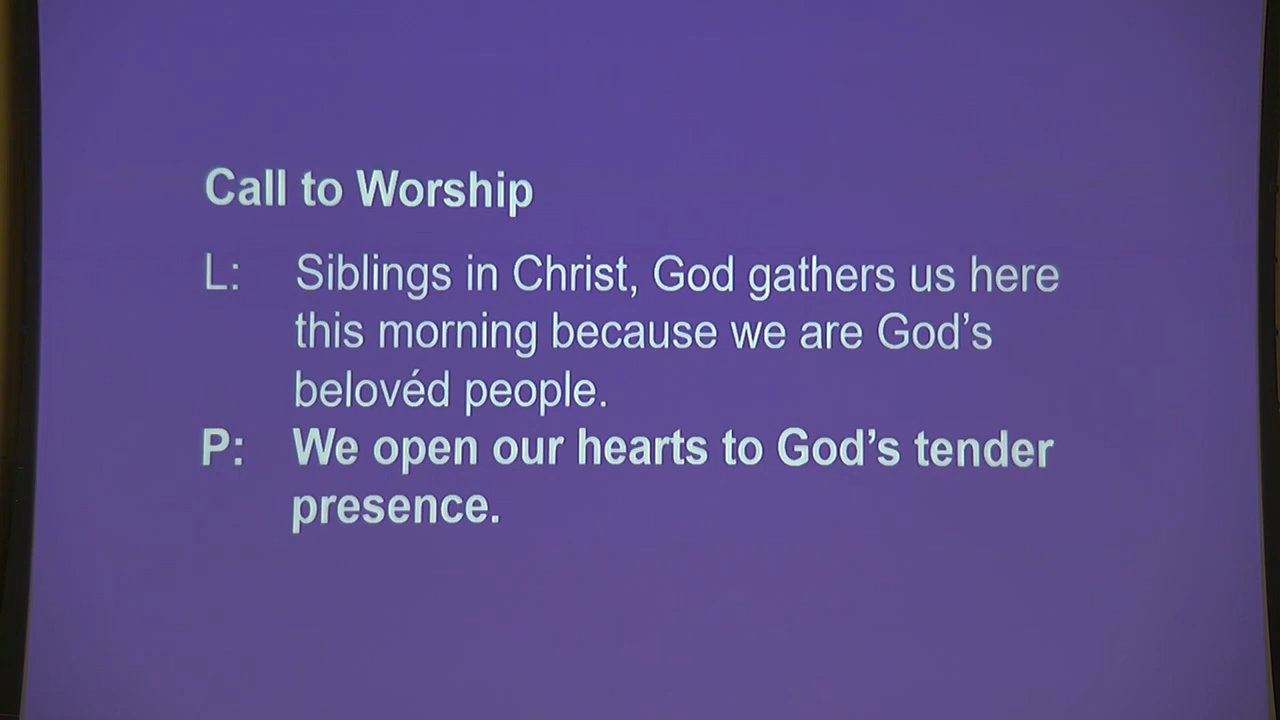 Call to Worship
L: Siblings in Christ, God gathers us here
this morning because we are God’s
belovéd people.
P: We open our hearts to God’s tender
presence.